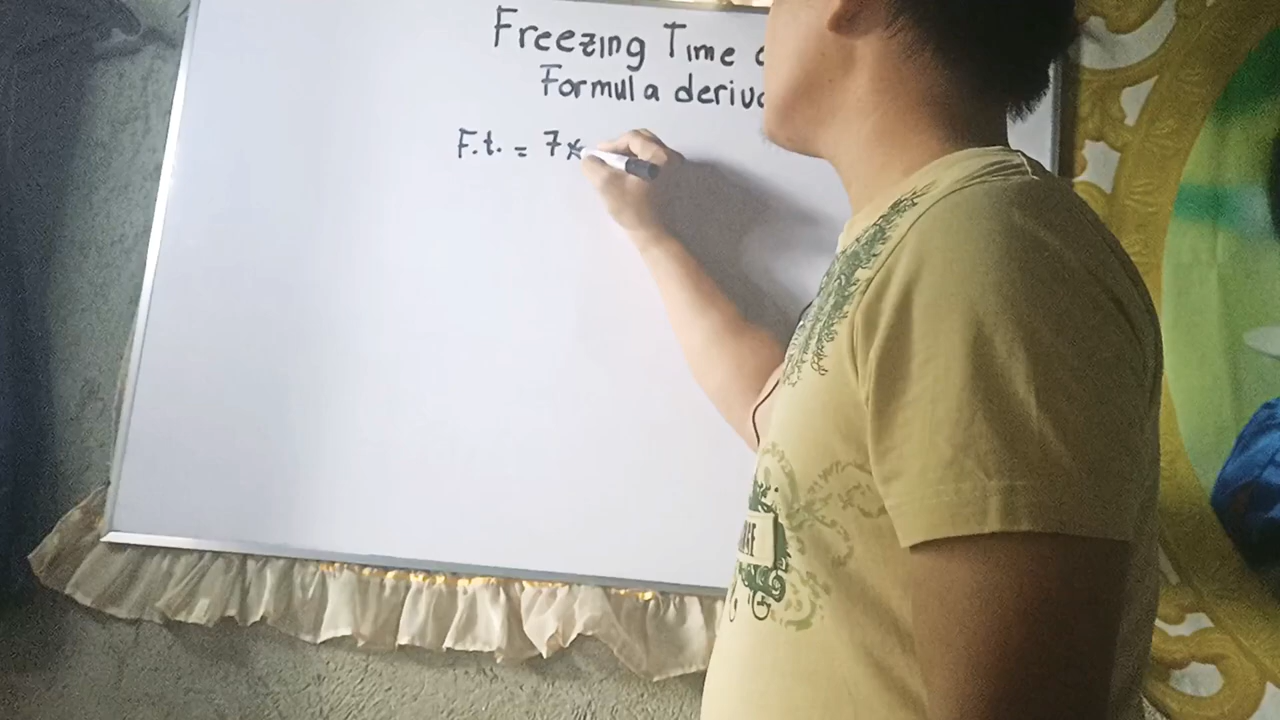 Freezing Time
Formula
F.t. = 7*